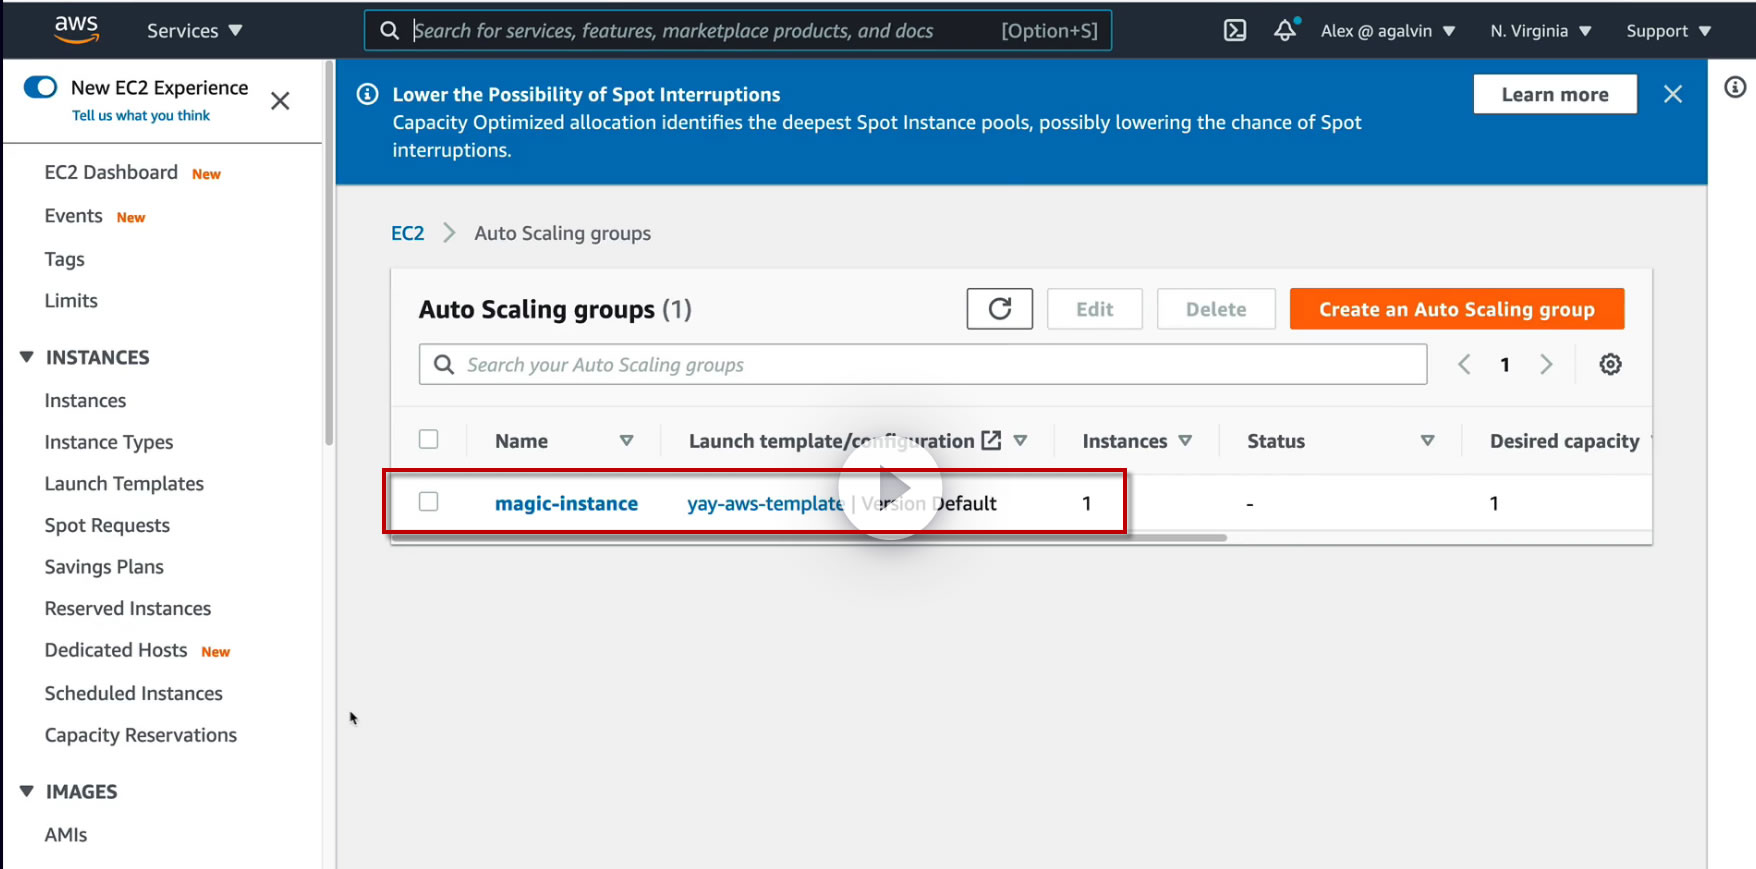 aws
Services
Search for services, features, marketplace products, and docs
[Option+S]
Alex @ agalvin
N. Virginia
Support
New EC2 Experience
Tell us what you think
EC2 Dashboard New
Events New
Tags
Limits
INSTANCES
Instances
Instance Types
Launch Templates
Spot Requests
Savings Plans
Reserved Instances
Dedicated Hosts New
Scheduled Instances
Capacity Reservations
IMAGES
AMIs
Lower the Possibility of Spot Interruptions
Capacity Optimized allocation identifies the deepest Spot Instance pools, possibly lowering the chance of Spot
interruptions.
Learn more
EC2 > Auto Scaling groups
Auto Scaling groups (1)
Edit
Delete
Create an Auto Scaling group
Search your Auto Scaling groups
1
Name
Launch template/configuration
Instances
Status
Desired capacity
magic-instance
yay-aws-template | Version Default
1
-
1